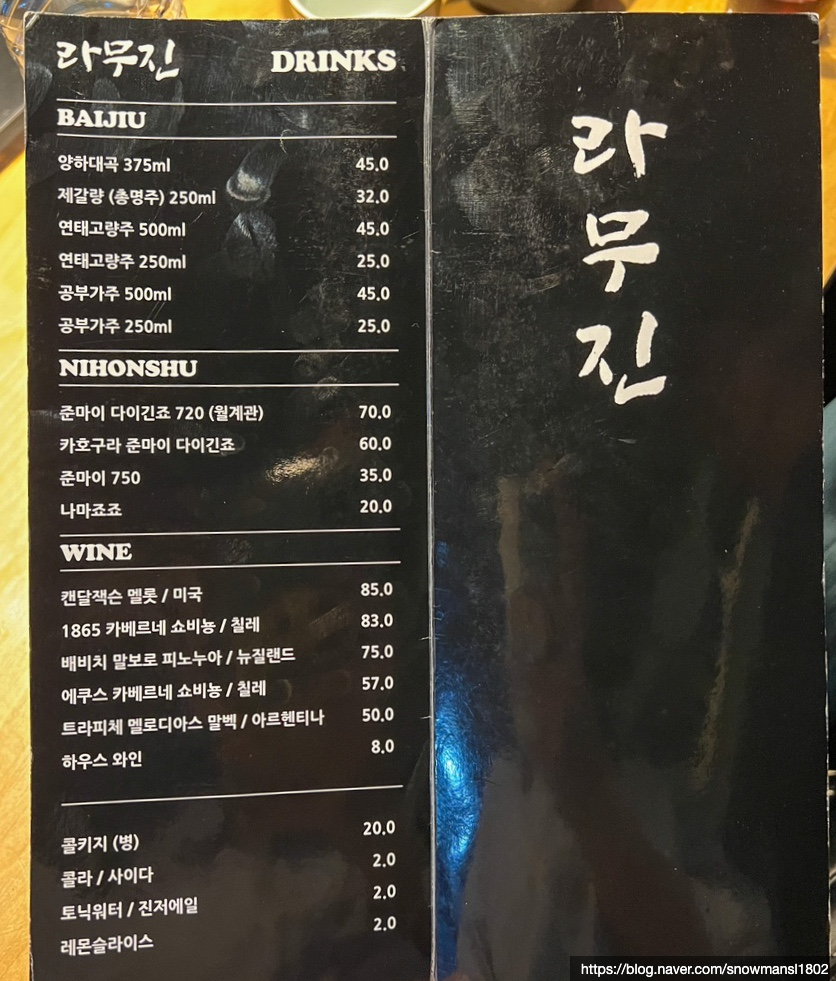 라무진 DRINKS
BAIJIU
양하대곡 375ml 45.0
제갈량 (총명주) 250ml 32.0
연태고량주 500ml 45.0
연태고량주 250ml 25.0
공부가주 500ml 45.0
공부가주 250ml 25.0
NIHONSHU
준마이 다이긴죠 720 (월계관) 70.0
카호구라 준마이 다이긴죠 60.0
준마이 750 35.0
나마죠죠 20.0
WINE
캔달잭슨 멜롯 / 미국 85.0
1865 카베르네 쇼비뇽 / 칠레 83.0
배비치 말보로 피노누아 / 뉴질랜드 75.0
에쿠스 카베르네 쇼비뇽 / 칠레 57.0
트라피체 멜로디아스 말벡 / 아르헨티나 50.0
하우스 와인 8.0
콜키지 (병) 20.0
콜라 / 사이다 2.0
토닉워터 / 진저에일 2.0
레몬슬라이스 2.0
라
무
진
https://blog.naver.com/snowmansl1802